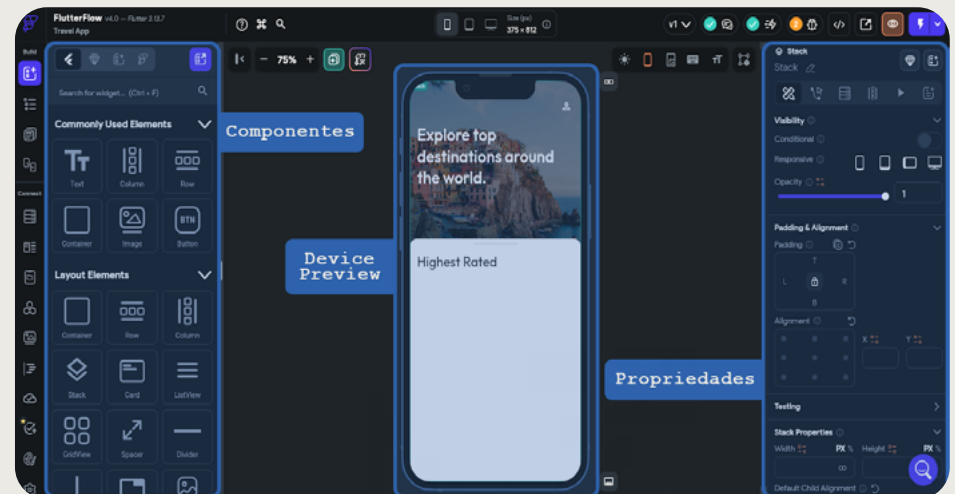 FlutterFlow v4.0 - Flutter 3.13.7
Travel App
Size (px)
375 × 812
v1
2
Build
Connect
75%
Search for widget... (Ctrl + F)
Commonly Used Elements
Tт
Text
Column
Row
Container
Image
BTN
Button
Layout Elements
Container
Row
Column
Stack
Card
ListView
GridView
Spacer
Divider
Componentes
Device
Preview
Propriedades
Explore top
destinations around
the world.
Highest Rated
Stack
Stack
Visibility
Conditional
Responsive
Opacity
1
Padding & Alignment
Padding
T
L
R
B
Alignment
X
Y
Testing
Stack Properties
Width PX % Height PX %
Default Child Alignment